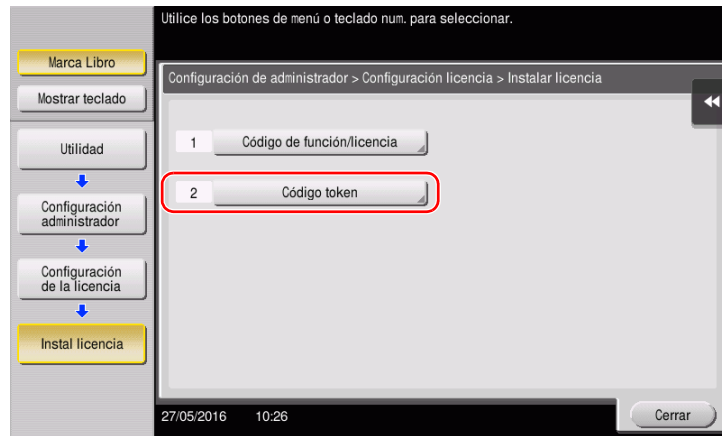 Utilice los botones de menú o teclado num. para seleccionar.
Marca Libro
Mostrar teclado
Utilidad
Configuración
administrador
Configuración
de la licencia
Instal licencia
Configuración de administrador > Configuración licencia > Instalar licencia
1 Código de función/licencia
2 Código token
27/05/2016 10:26
Cerrar